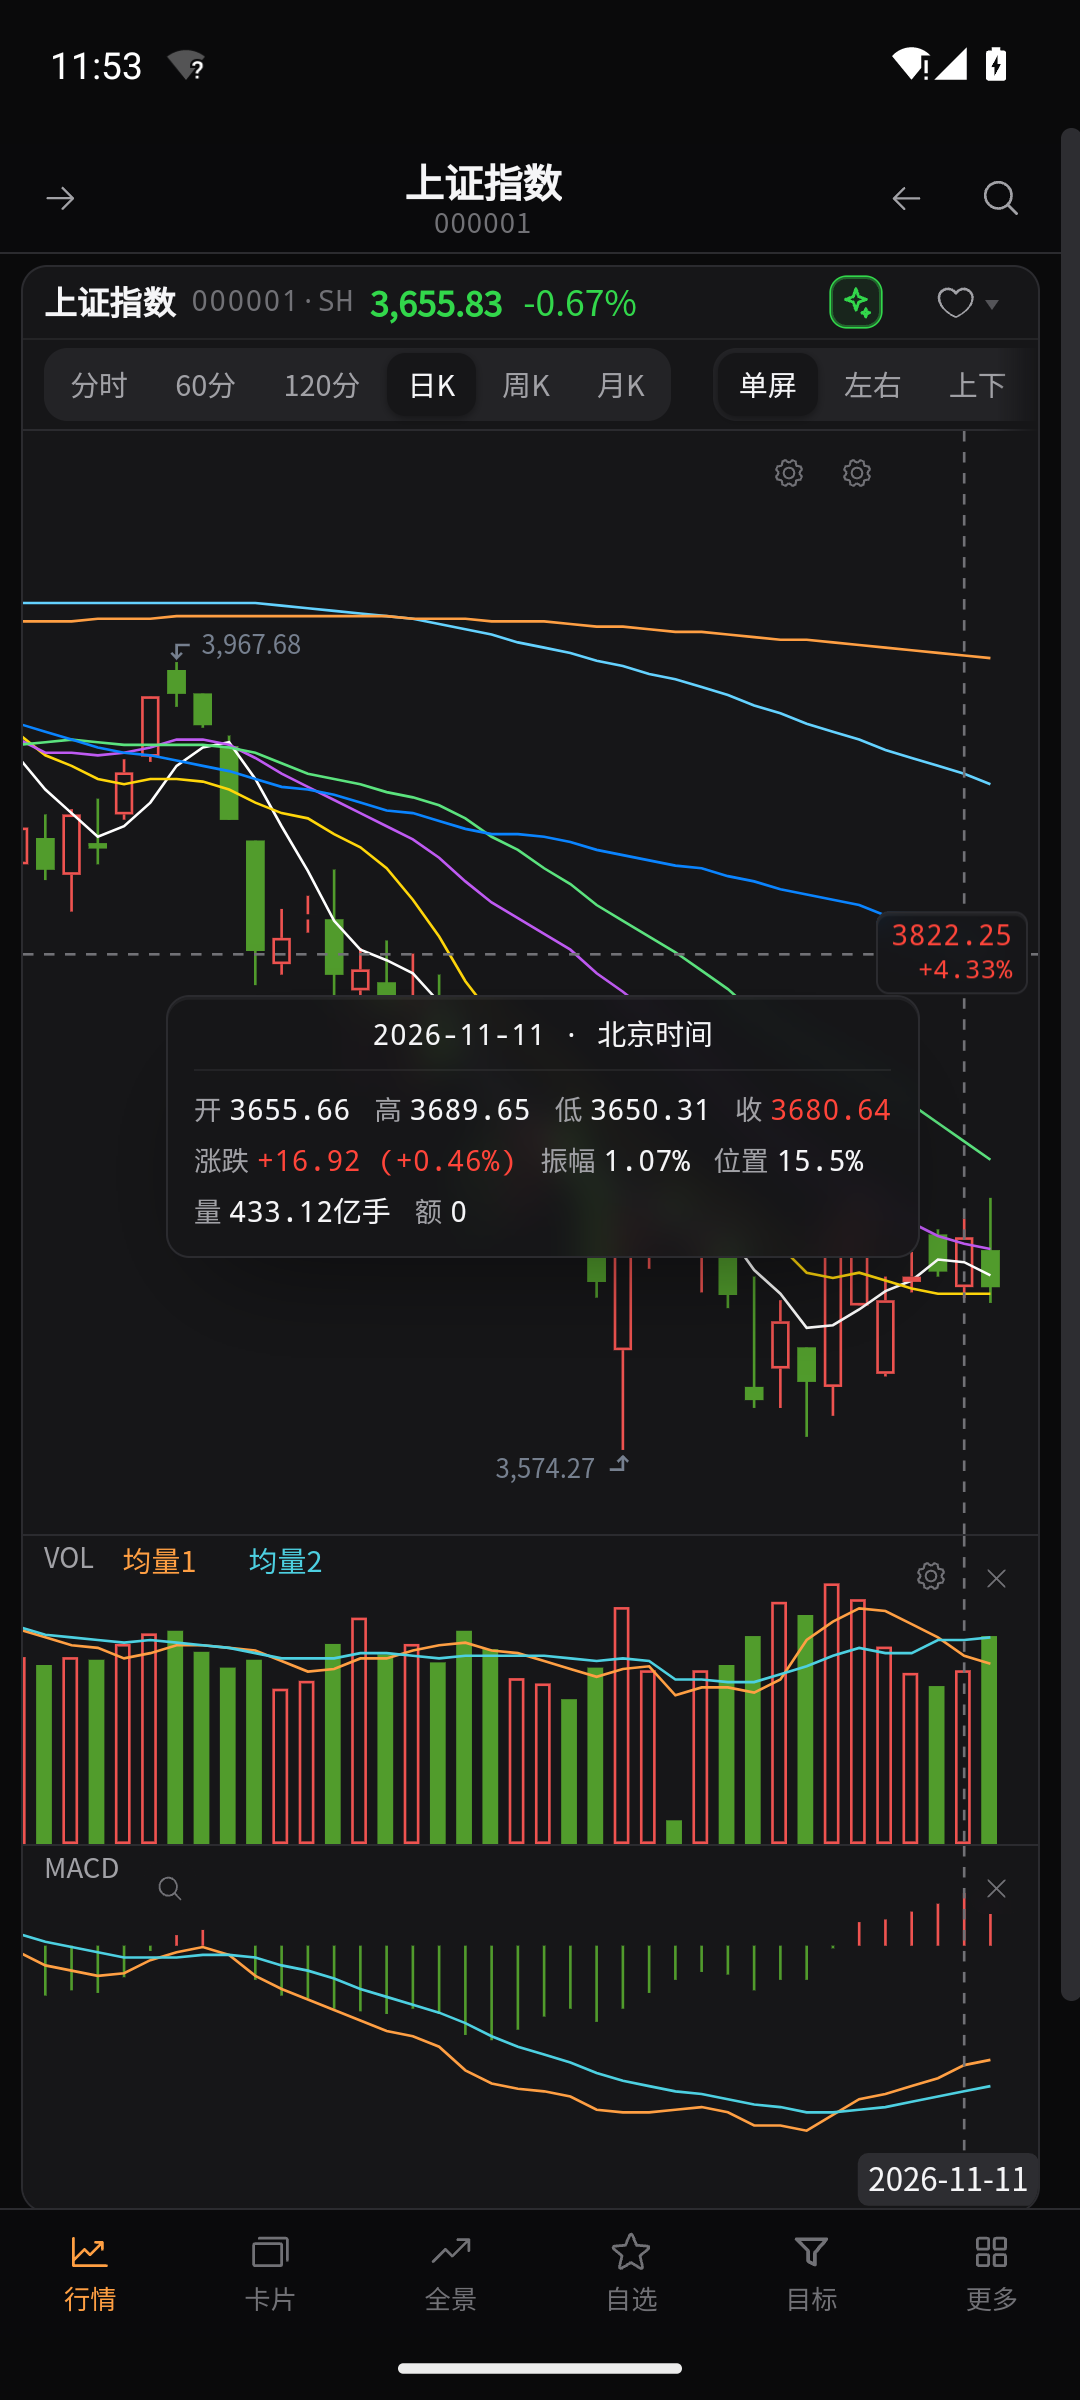 11:53
上证指数
000001
上证指数 000001·SH 3,655.83 -0.67%
分时 60分 120分 日K 周K 月K 单屏 左右 上下
3,967.68
3822.25
+4.33%
2026-11-11 · 北京时间
开 3655.66 高 3689.65 低 3650.31 收 3680.64
涨跌 +16.92 (+0.46%) 振幅 1.07% 位置 15.5%
量 433.12亿手 额 0
3,574.27
VOL 均量1 均量2
MACD
2026-11-11
行情 卡片 全景 自选 目标 更多